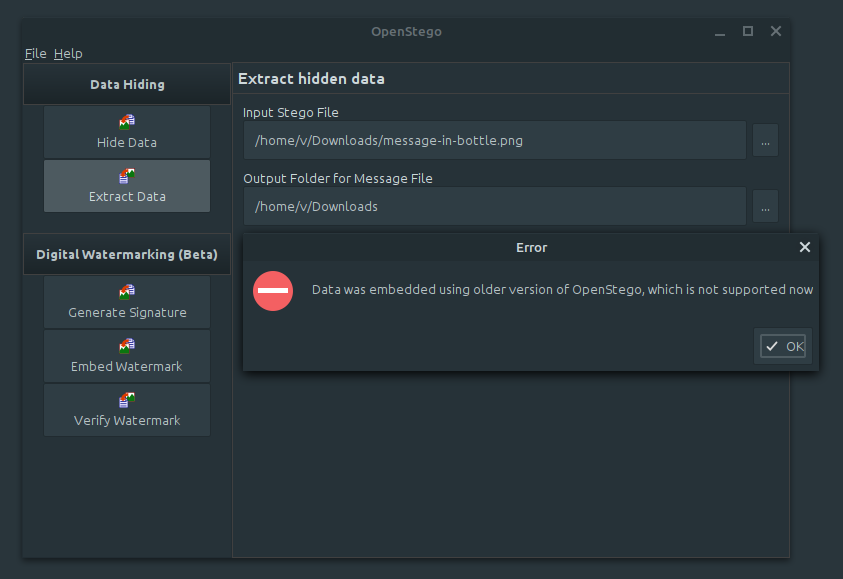 OpenStego
File Help
Data Hiding
Hide Data
Extract Data
Digital Watermarking (Beta)
Generate Signature
Embed Watermark
Verify Watermark
Extract hidden data
Input Stego File
/home/v/Downloads/message-in-bottle.png
...
Output Folder for Message File
/home/v/Downloads
...
Error
Data was embedded using older version of OpenStego, which is not supported now
OK